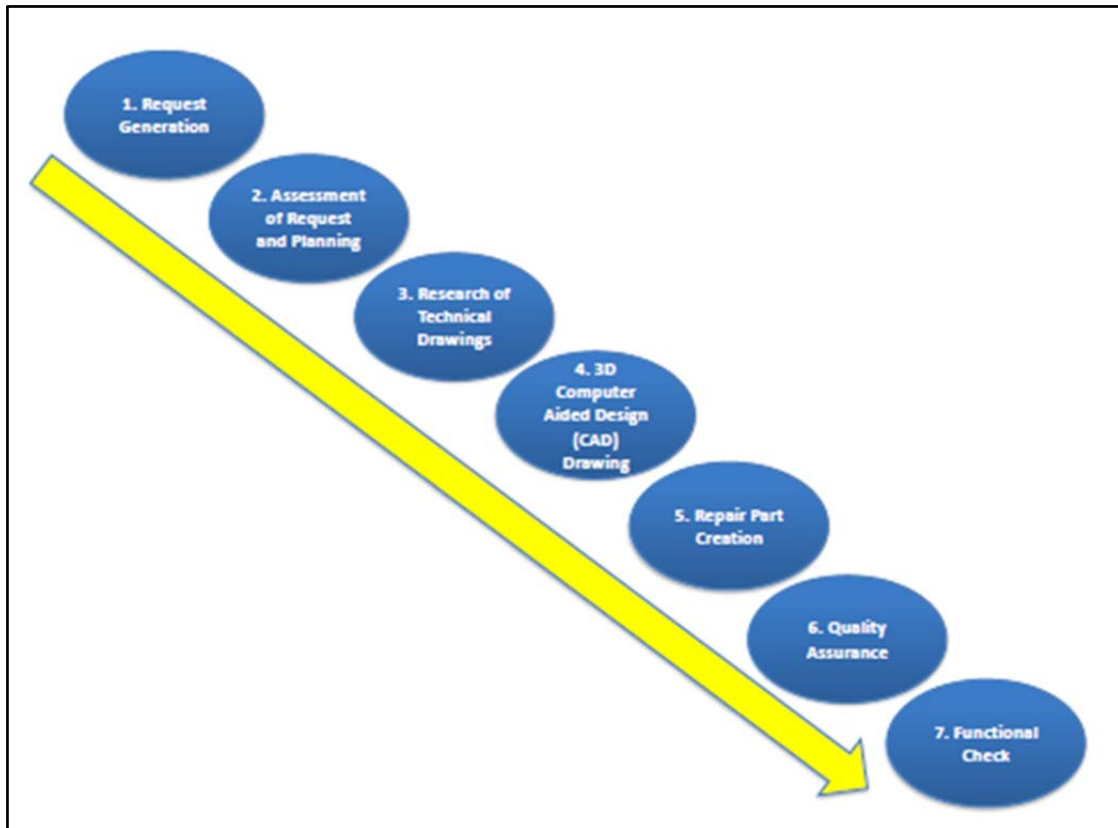 1. Request
Generation
2. Assessment
of Request
and Planning
3. Research of
Technical
Drawings
4. 3D
Computer
Aided Design
(CAD)
Drawing
5. Repair Part
Creation
6. Quality
Assurance
7. Functional
Check